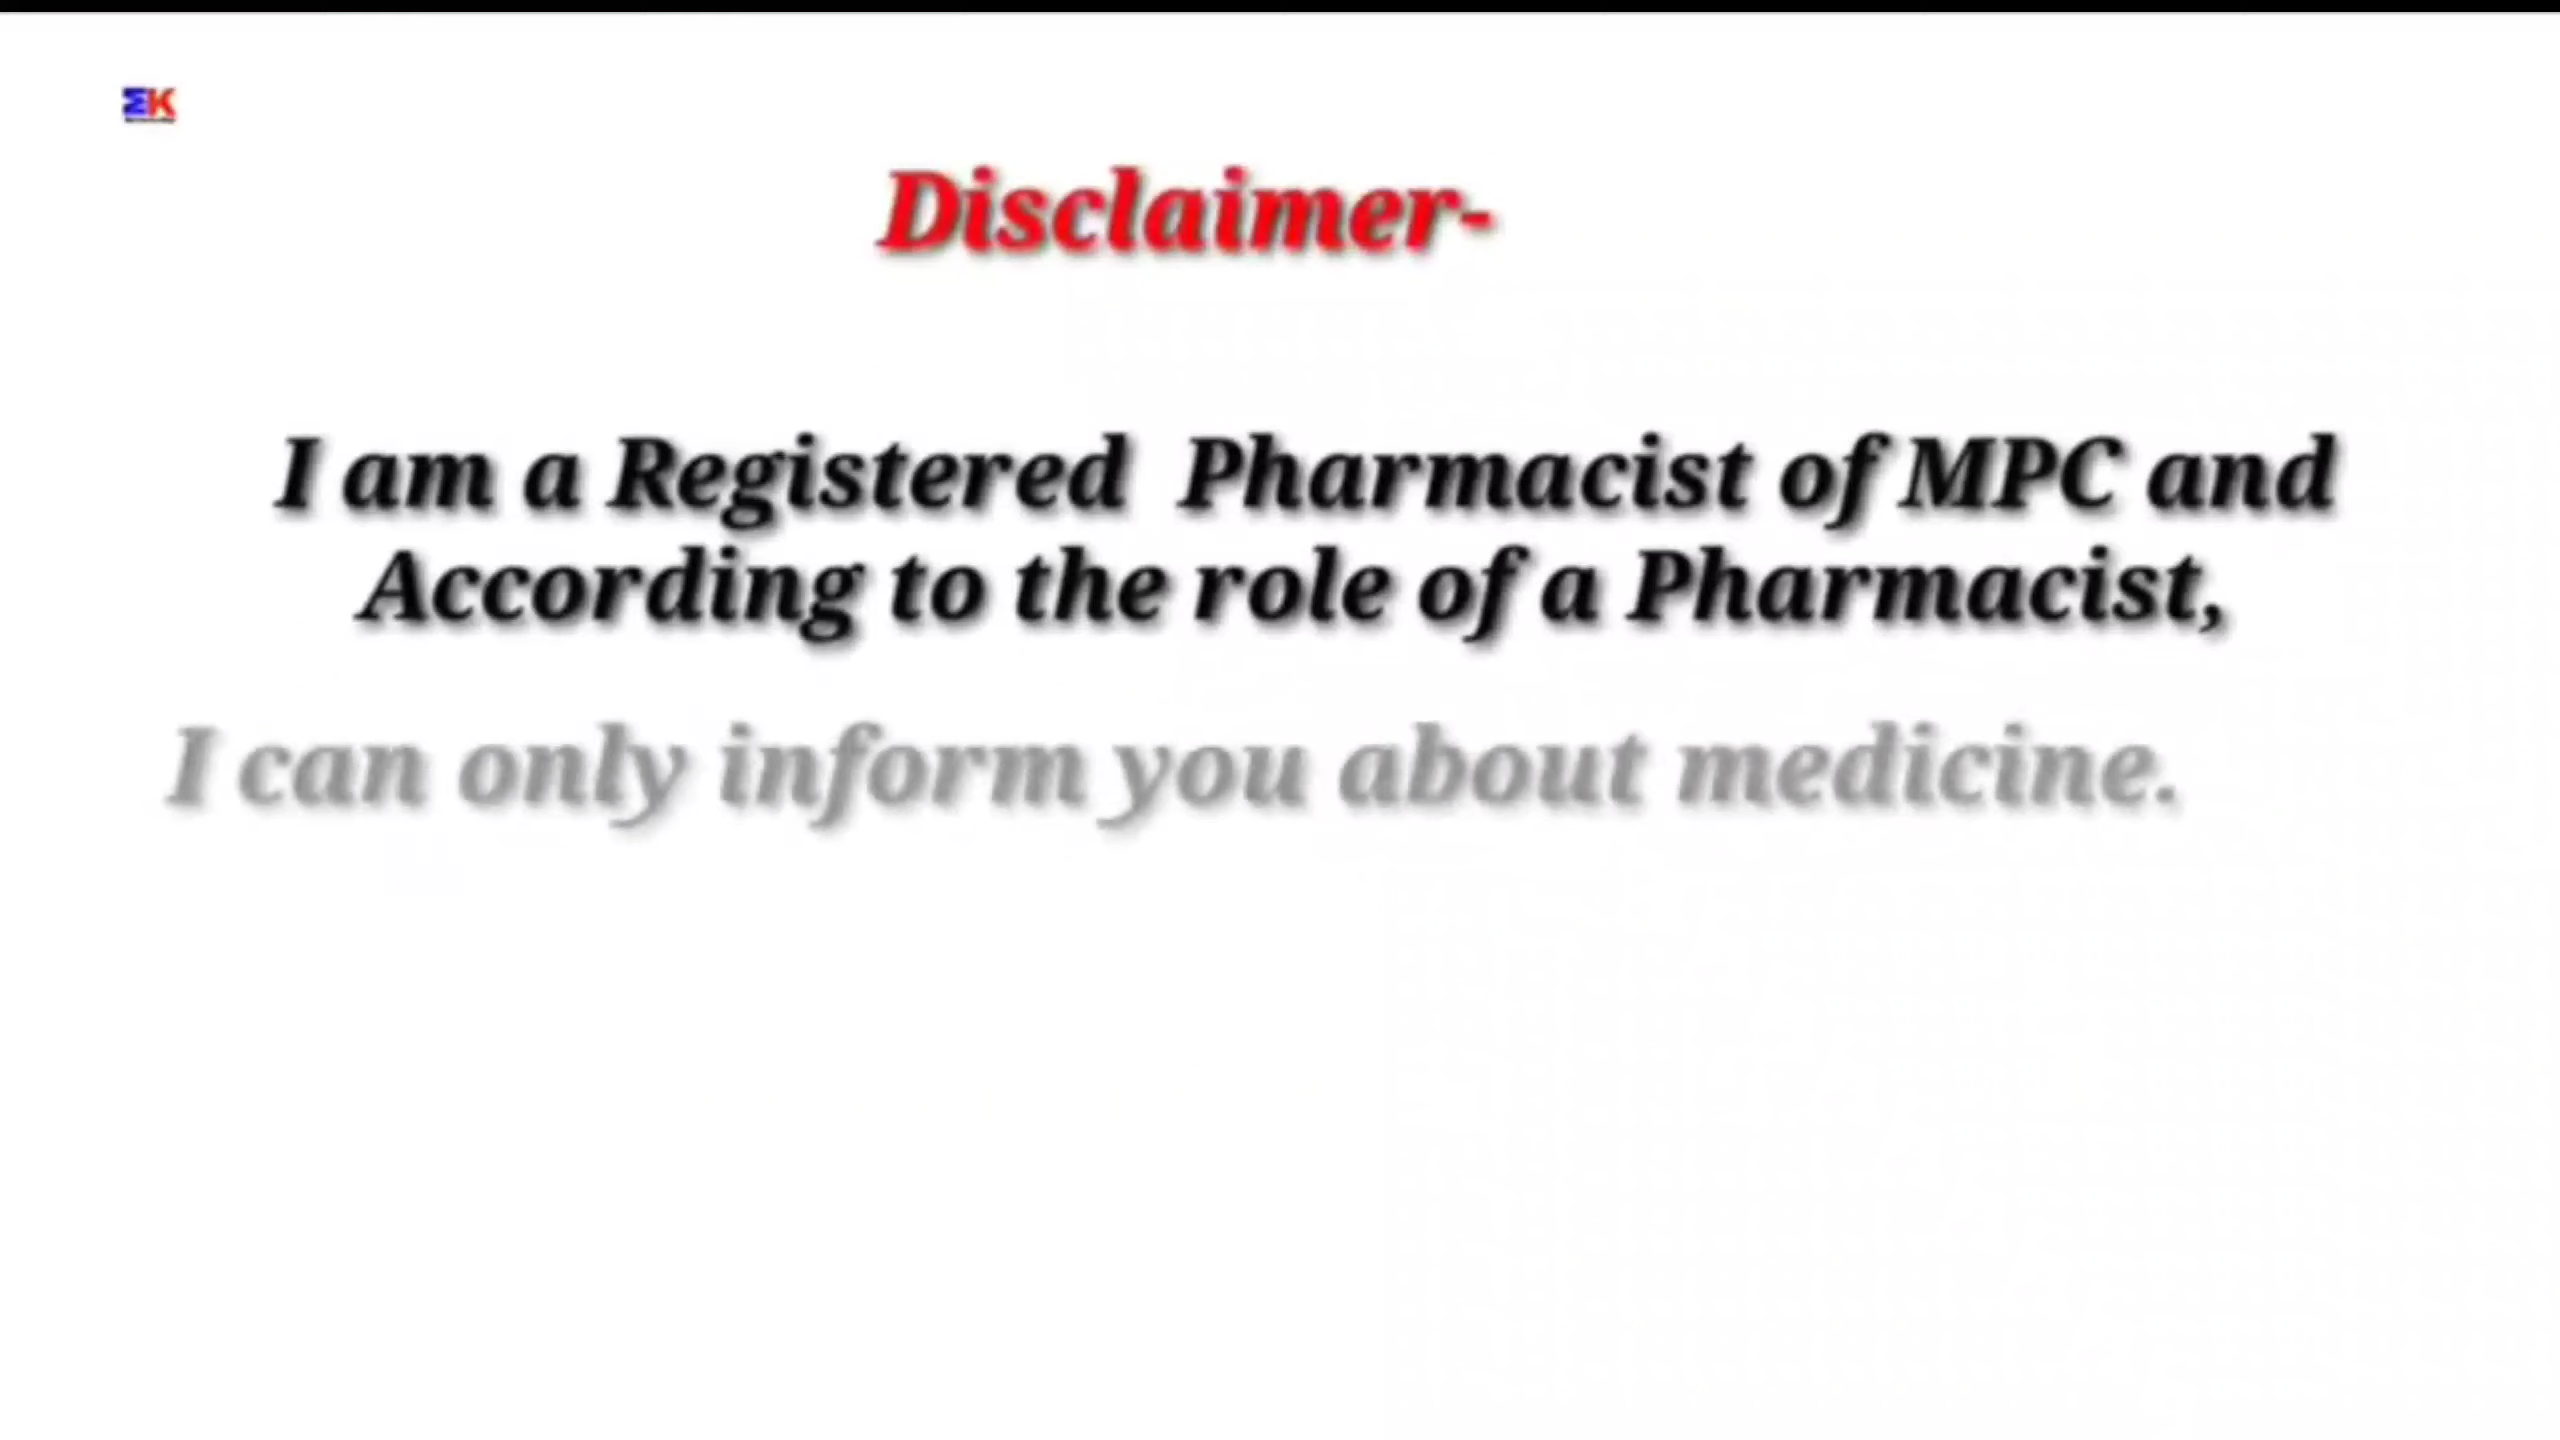 MK
Disclaimer-
I am a Registered Pharmacist of MPC and
According to the role of a Pharmacist,
I can only inform you about medicine.